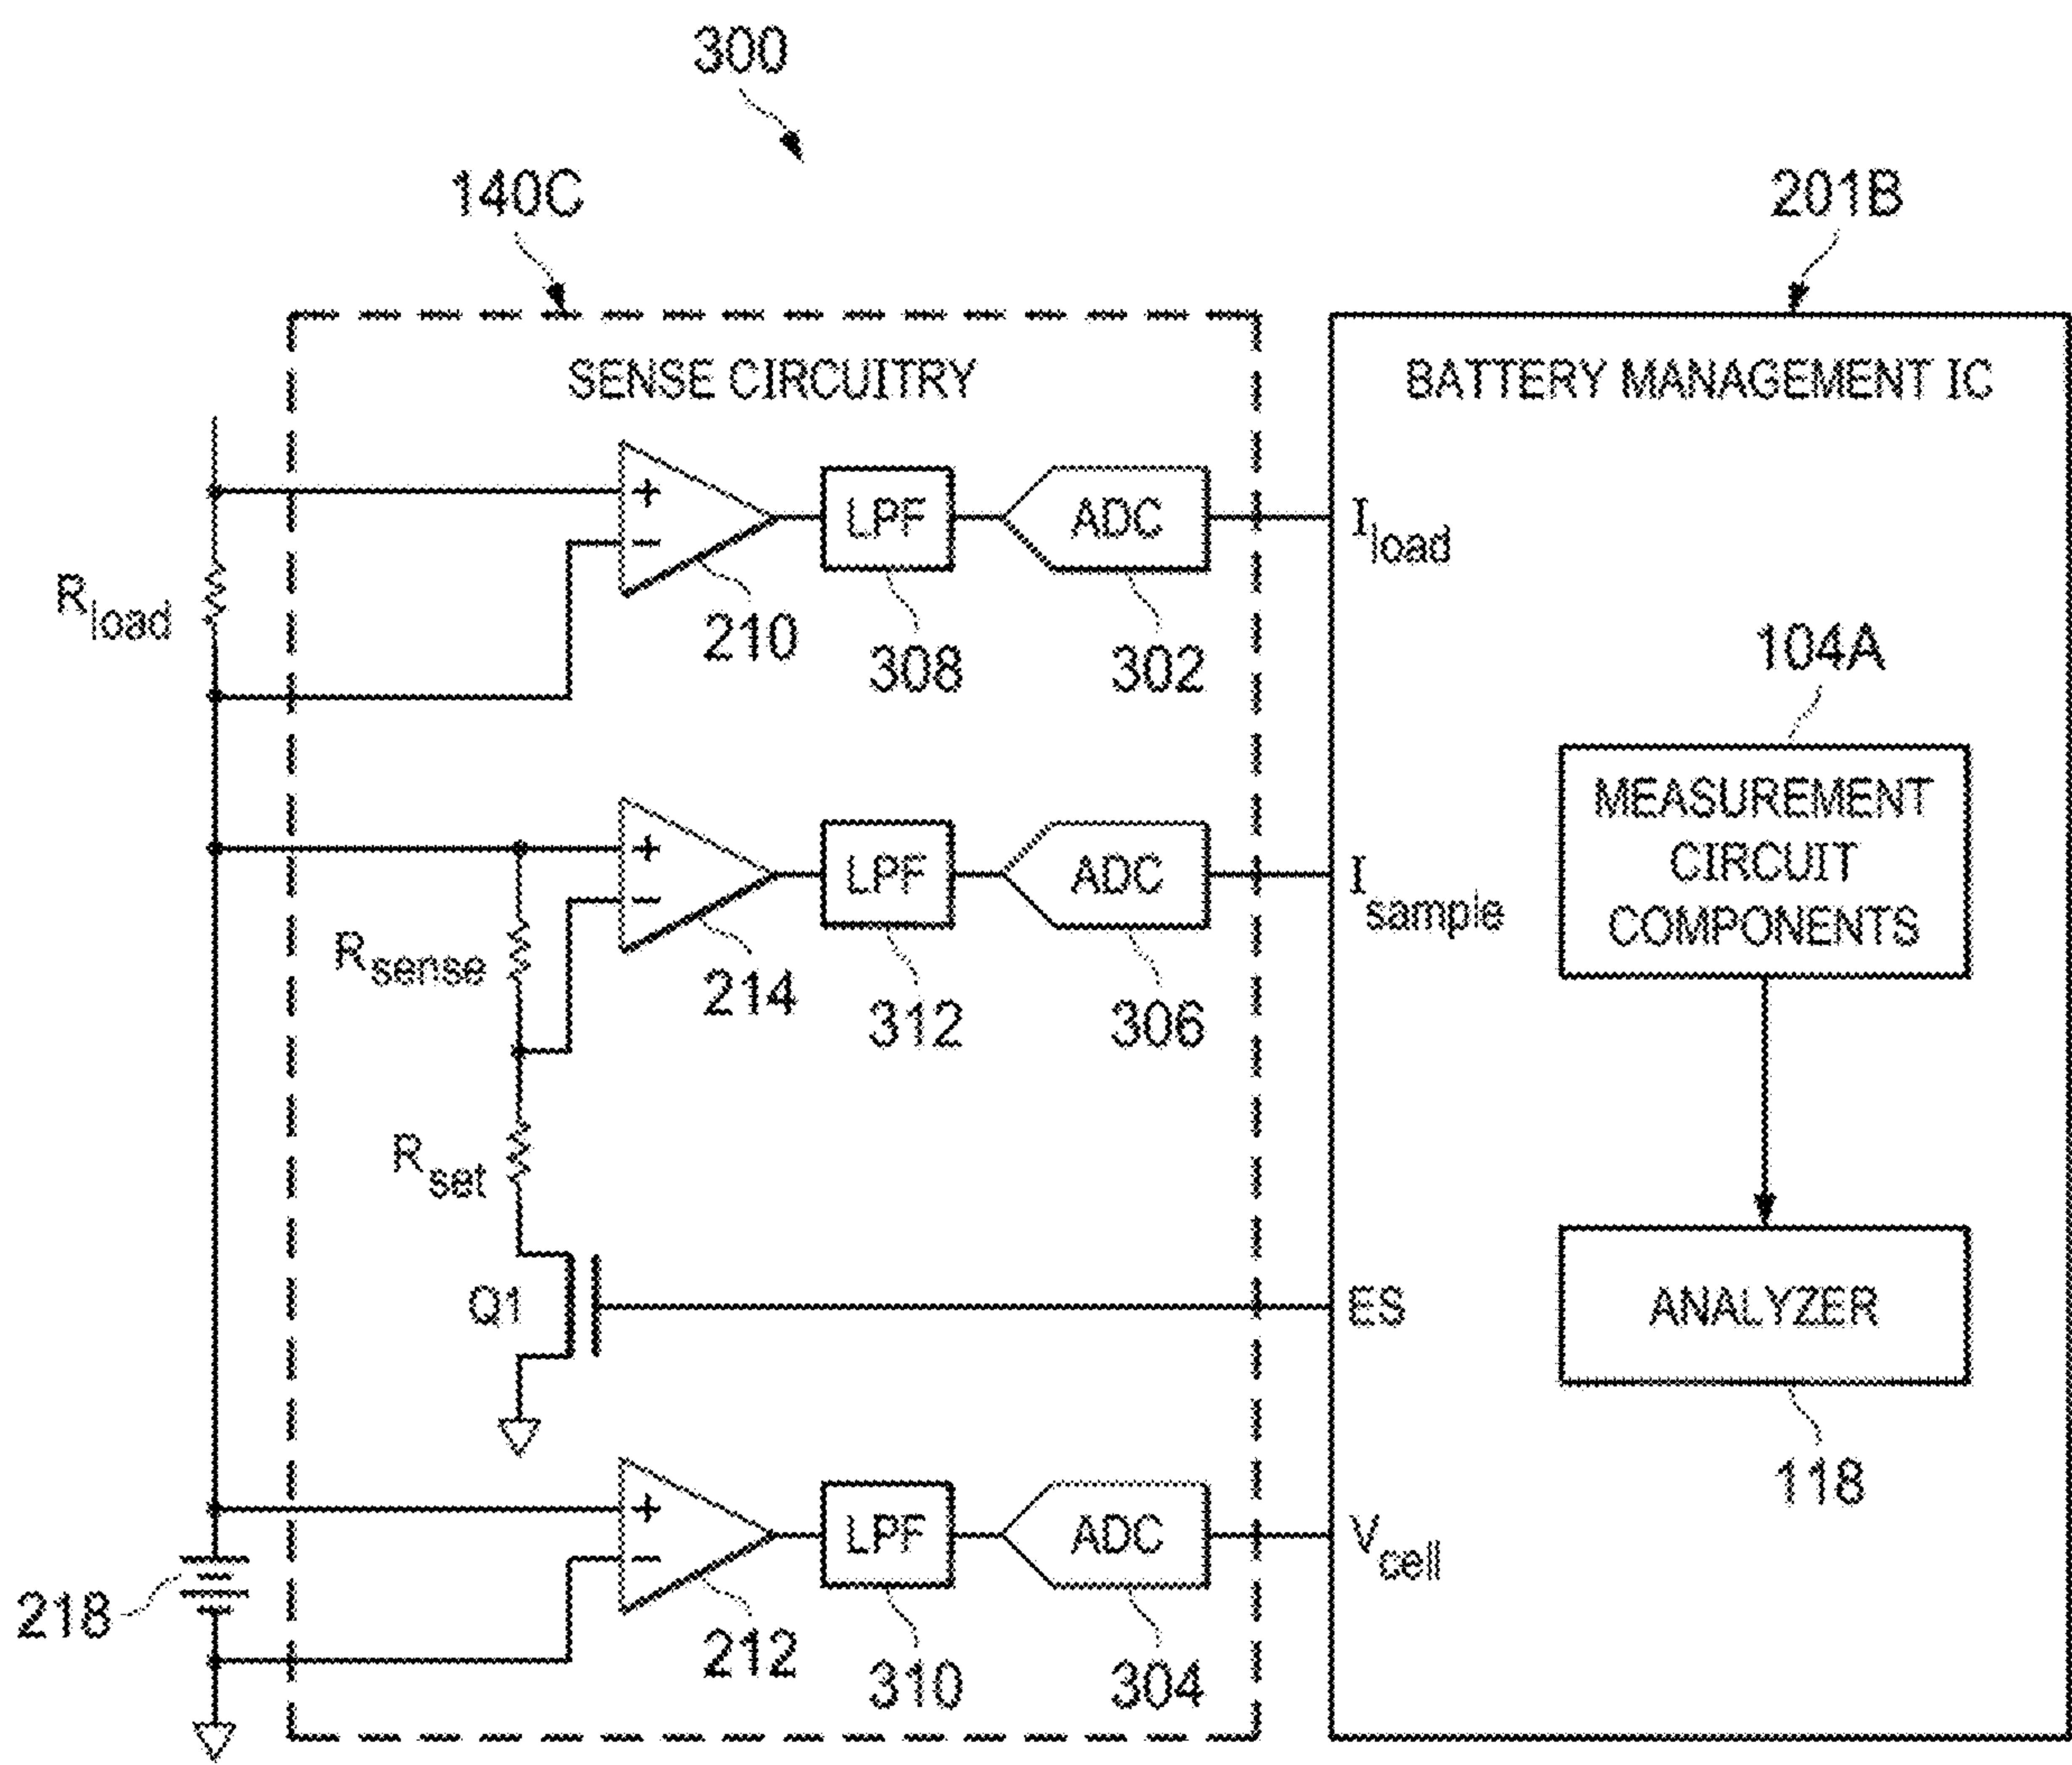 300
140C
201B
SENSE CIRCUITRY
BATTERY MANAGEMENT IC
+
LPF
ADC
Iload
−
Rload
210
308
302
104A
MEASUREMENT
CIRCUIT
COMPONENTS
+
LPF
ADC
Isample
−
Rsense
214
312
306
Rset
Q1
ES
ANALYZER
118
+
LPF
ADC
Vcell
−
218
212
310
304